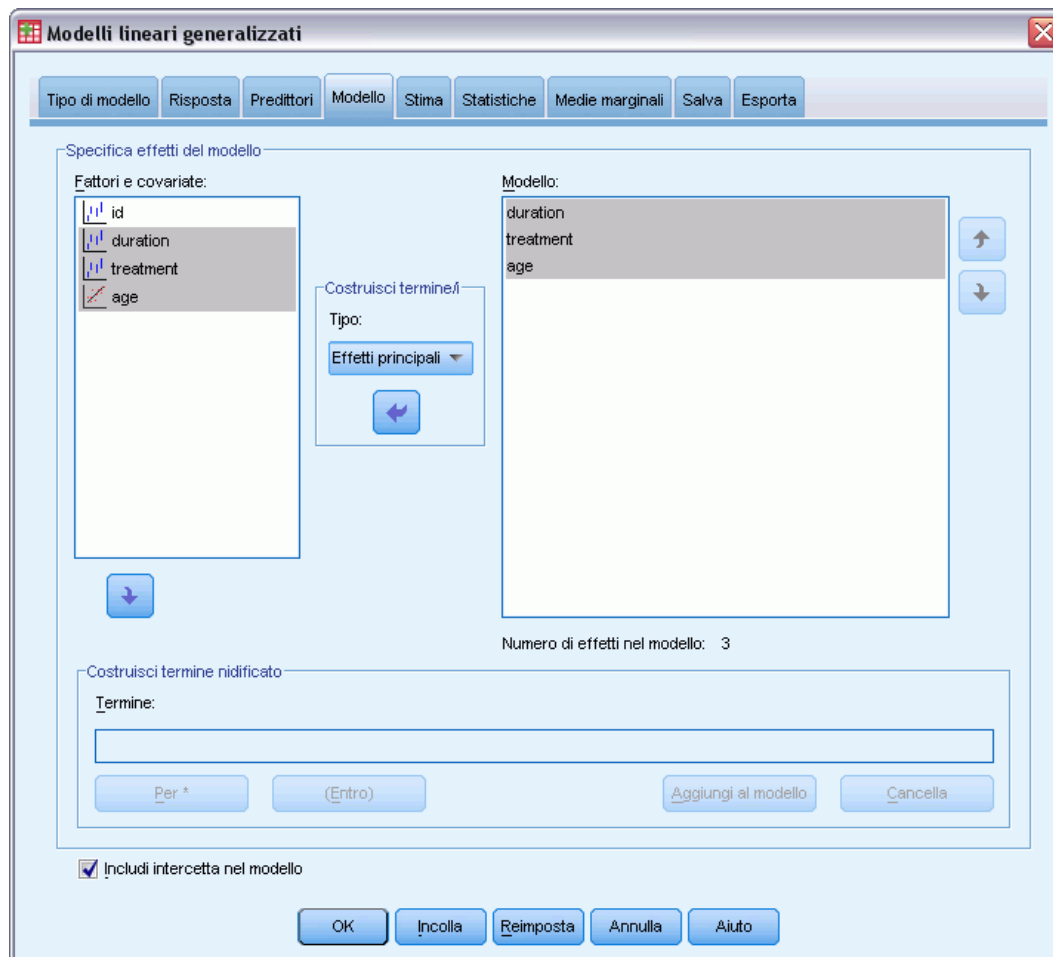 Modelli lineari generalizzati
Tipo di modello Risposta Predittori Modello Stima Statistiche Medie marginali Salva Esporta
Specifica effetti del modello
Fattori e covariate:
id
duration
treatment
age
Costruisci termine/i
Tipo:
Effetti principali
Modello:
duration
treatment
age
Numero di effetti nel modello: 3
Costruisci termine nidificato
Termine:
Per * (Entro) Aggiungi al modello Cancella
Includi intercetta nel modello
OK Incolla Reimposta Annulla Aiuto